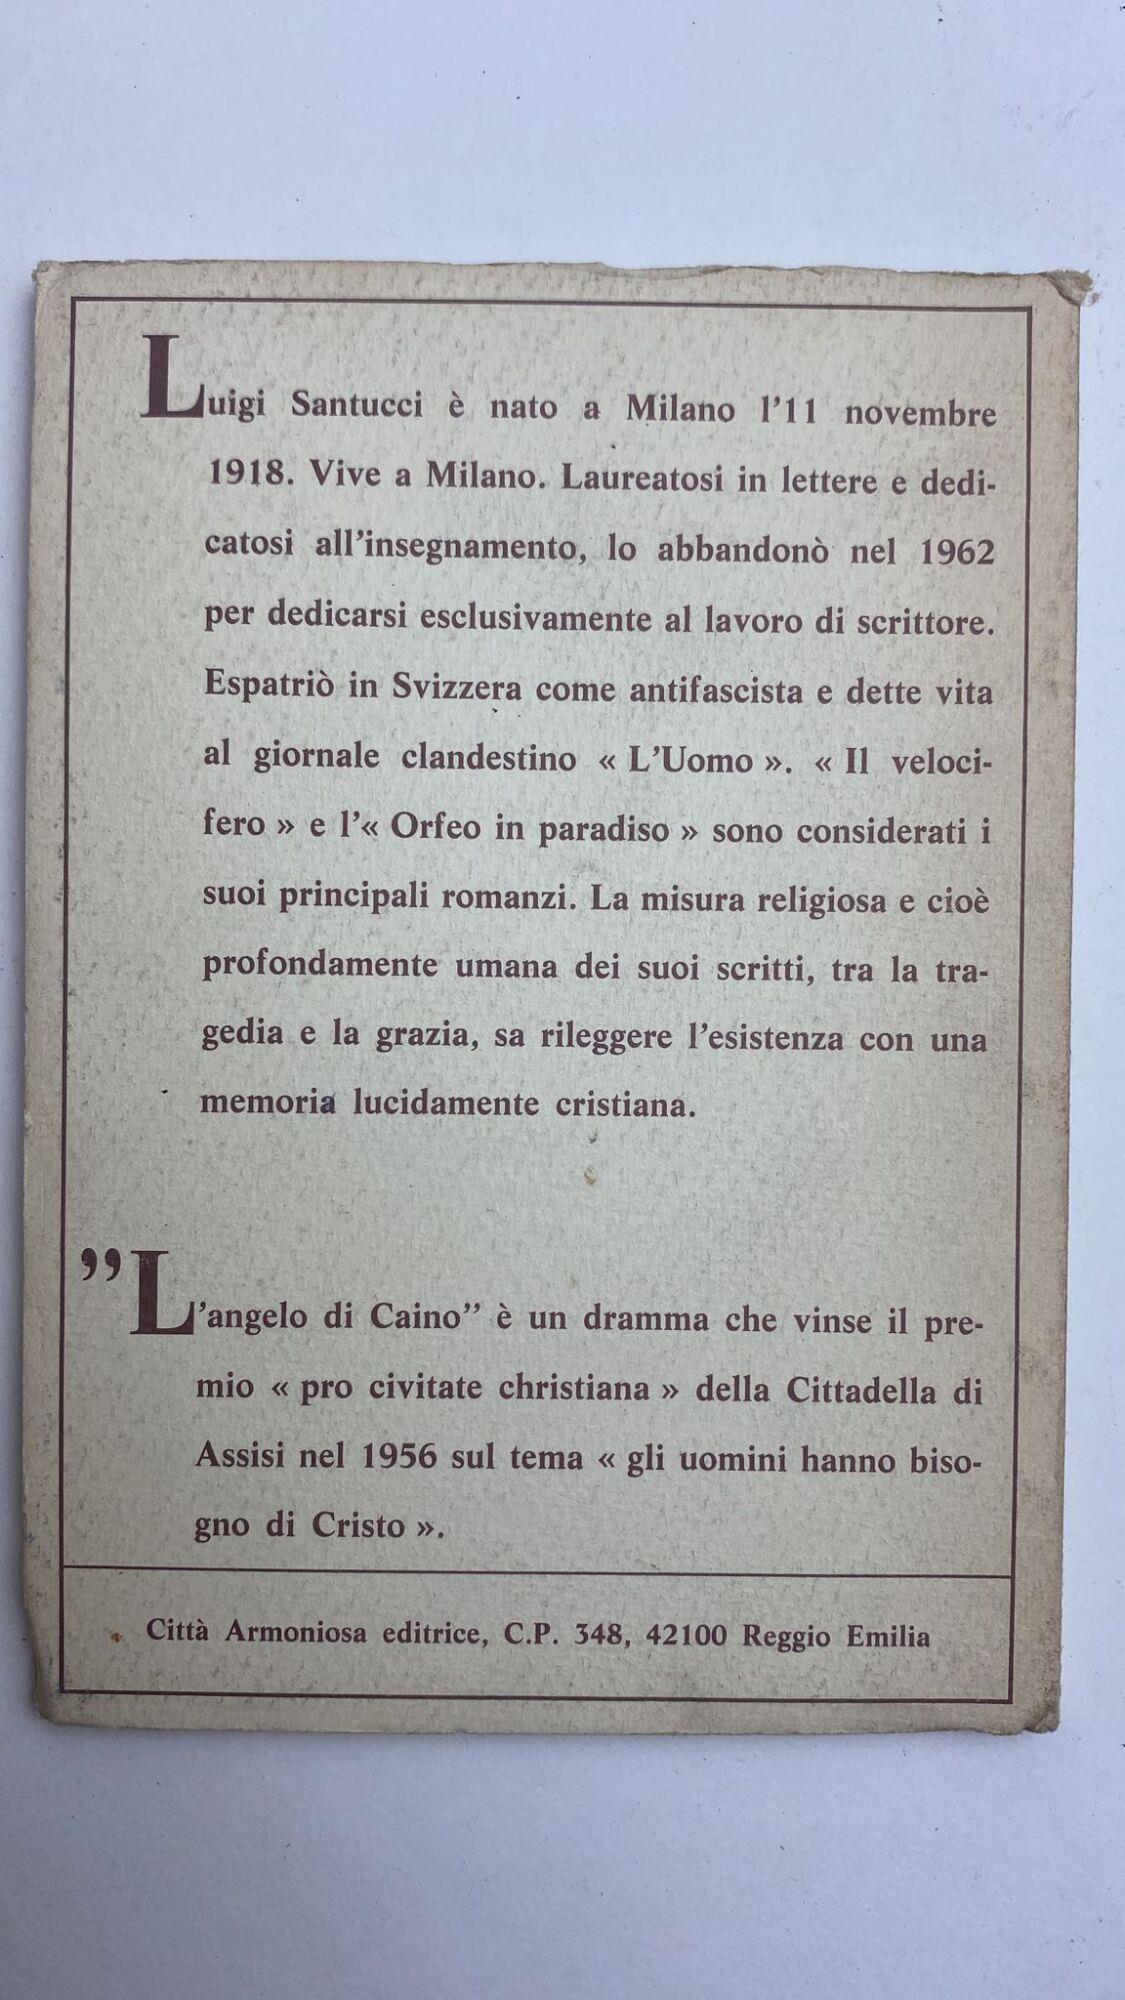 Luigi Santucci è nato a Milano l'11 novembre
1918. Vive a Milano. Laureatosi in lettere e dedi-
catosi all'insegnamento, lo abbandonò nel 1962
per dedicarsi esclusivamente al lavoro di scrittore.
Espatriò in Svizzera come antifascista e dette vita
al giornale clandestino « L'Uomo ». « Il veloci-
fero » e l'« Orfeo in paradiso » sono considerati i
suoi principali romanzi. La misura religiosa e cioè
profondamente umana dei suoi scritti, tra la tra-
gedia e la grazia, sa rileggere l'esistenza con una
memoria lucidamente cristiana.
”L'angelo di Caino” è un dramma che vinse il pre-
mio « pro civitate christiana » della Cittadella di
Assisi nel 1956 sul tema « gli uomini hanno biso-
gno di Cristo ».
Città Armoniosa editrice, C.P. 348, 42100 Reggio Emilia